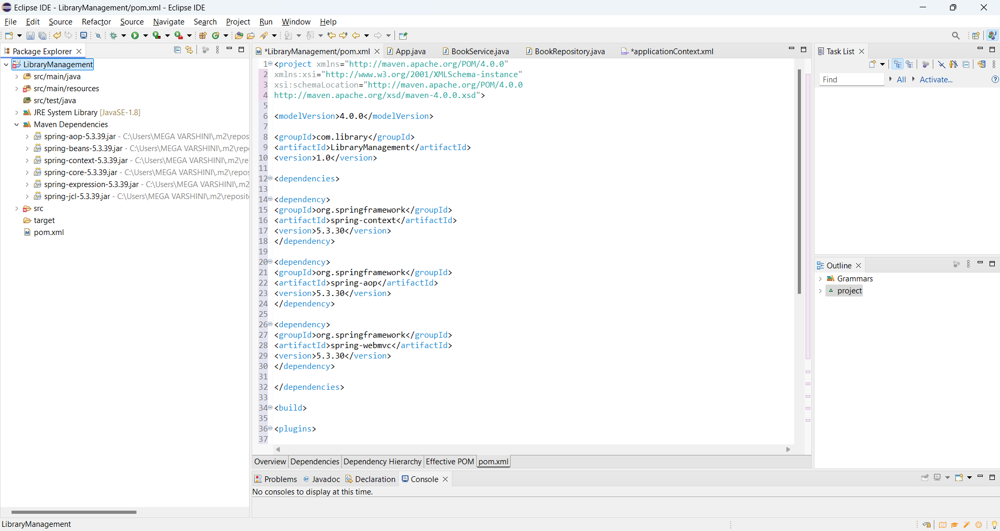 Eclipse IDE - LibraryManagement/pom.xml - Eclipse IDE
File Edit Source Refactor Source Navigate Search Project Run Window Help
Package Explorer
LibraryManagement
src/main/java
src/main/resources
src/test/java
JRE System Library [JavaSE-1.8]
Maven Dependencies
spring-aop-5.3.39.jar - C:\Users\MEGA VARSHINI\.m2\repos
spring-beans-5.3.39.jar - C:\Users\MEGA VARSHINI\.m2\rep
spring-context-5.3.39.jar - C:\Users\MEGA VARSHINI\.m2\re
spring-core-5.3.39.jar - C:\Users\MEGA VARSHINI\.m2\repos
spring-expression-5.3.39.jar - C:\Users\MEGA VARSHINI\.m2
spring-jcl-5.3.39.jar - C:\Users\MEGA VARSHINI\.m2\reposit
src
target
pom.xml
*LibraryManagement/pom.xml App.java BookService.java BookRepository.java *applicationContext.xml
1 <project xmlns="http://maven.apache.org/POM/4.0.0"
2 xmlns:xsi="http://www.w3.org/2001/XMLSchema-instance"
3 xsi:schemaLocation="http://maven.apache.org/POM/4.0.0
4 http://maven.apache.org/xsd/maven-4.0.0.xsd">
5
6 <modelVersion>4.0.0</modelVersion>
7
8 <groupId>com.library</groupId>
9 <artifactId>LibraryManagement</artifactId>
10 <version>1.0</version>
11
12 <dependencies>
13
14 <dependency>
15 <groupId>org.springframework</groupId>
16 <artifactId>spring-context</artifactId>
17 <version>5.3.30</version>
18 </dependency>
19
20 <dependency>
21 <groupId>org.springframework</groupId>
22 <artifactId>spring-aop</artifactId>
23 <version>5.3.30</version>
24 </dependency>
25
26 <dependency>
27 <groupId>org.springframework</groupId>
28 <artifactId>spring-webmvc</artifactId>
29 <version>5.3.30</version>
30 </dependency>
31
32 </dependencies>
33
34 <build>
35
36 <plugins>
37
Overview Dependencies Dependency Hierarchy Effective POM pom.xml
Problems @ Javadoc Declaration Console
No consoles to display at this time.
Task List
Find All Activate...
Outline
Grammars
project
LibraryManagement